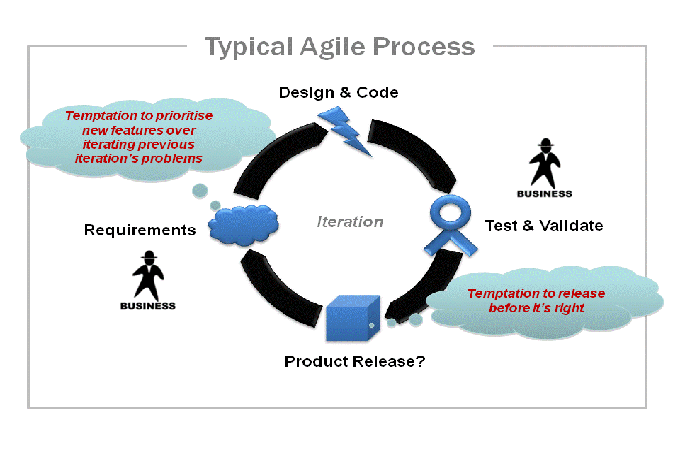 Typical Agile Process
Design & Code
Temptation to prioritise
new features over
iterating previous
iteration's problems
BUSINESS
Requirements
Iteration
Test & Validate
BUSINESS
Temptation to release
before it's right
Product Release?